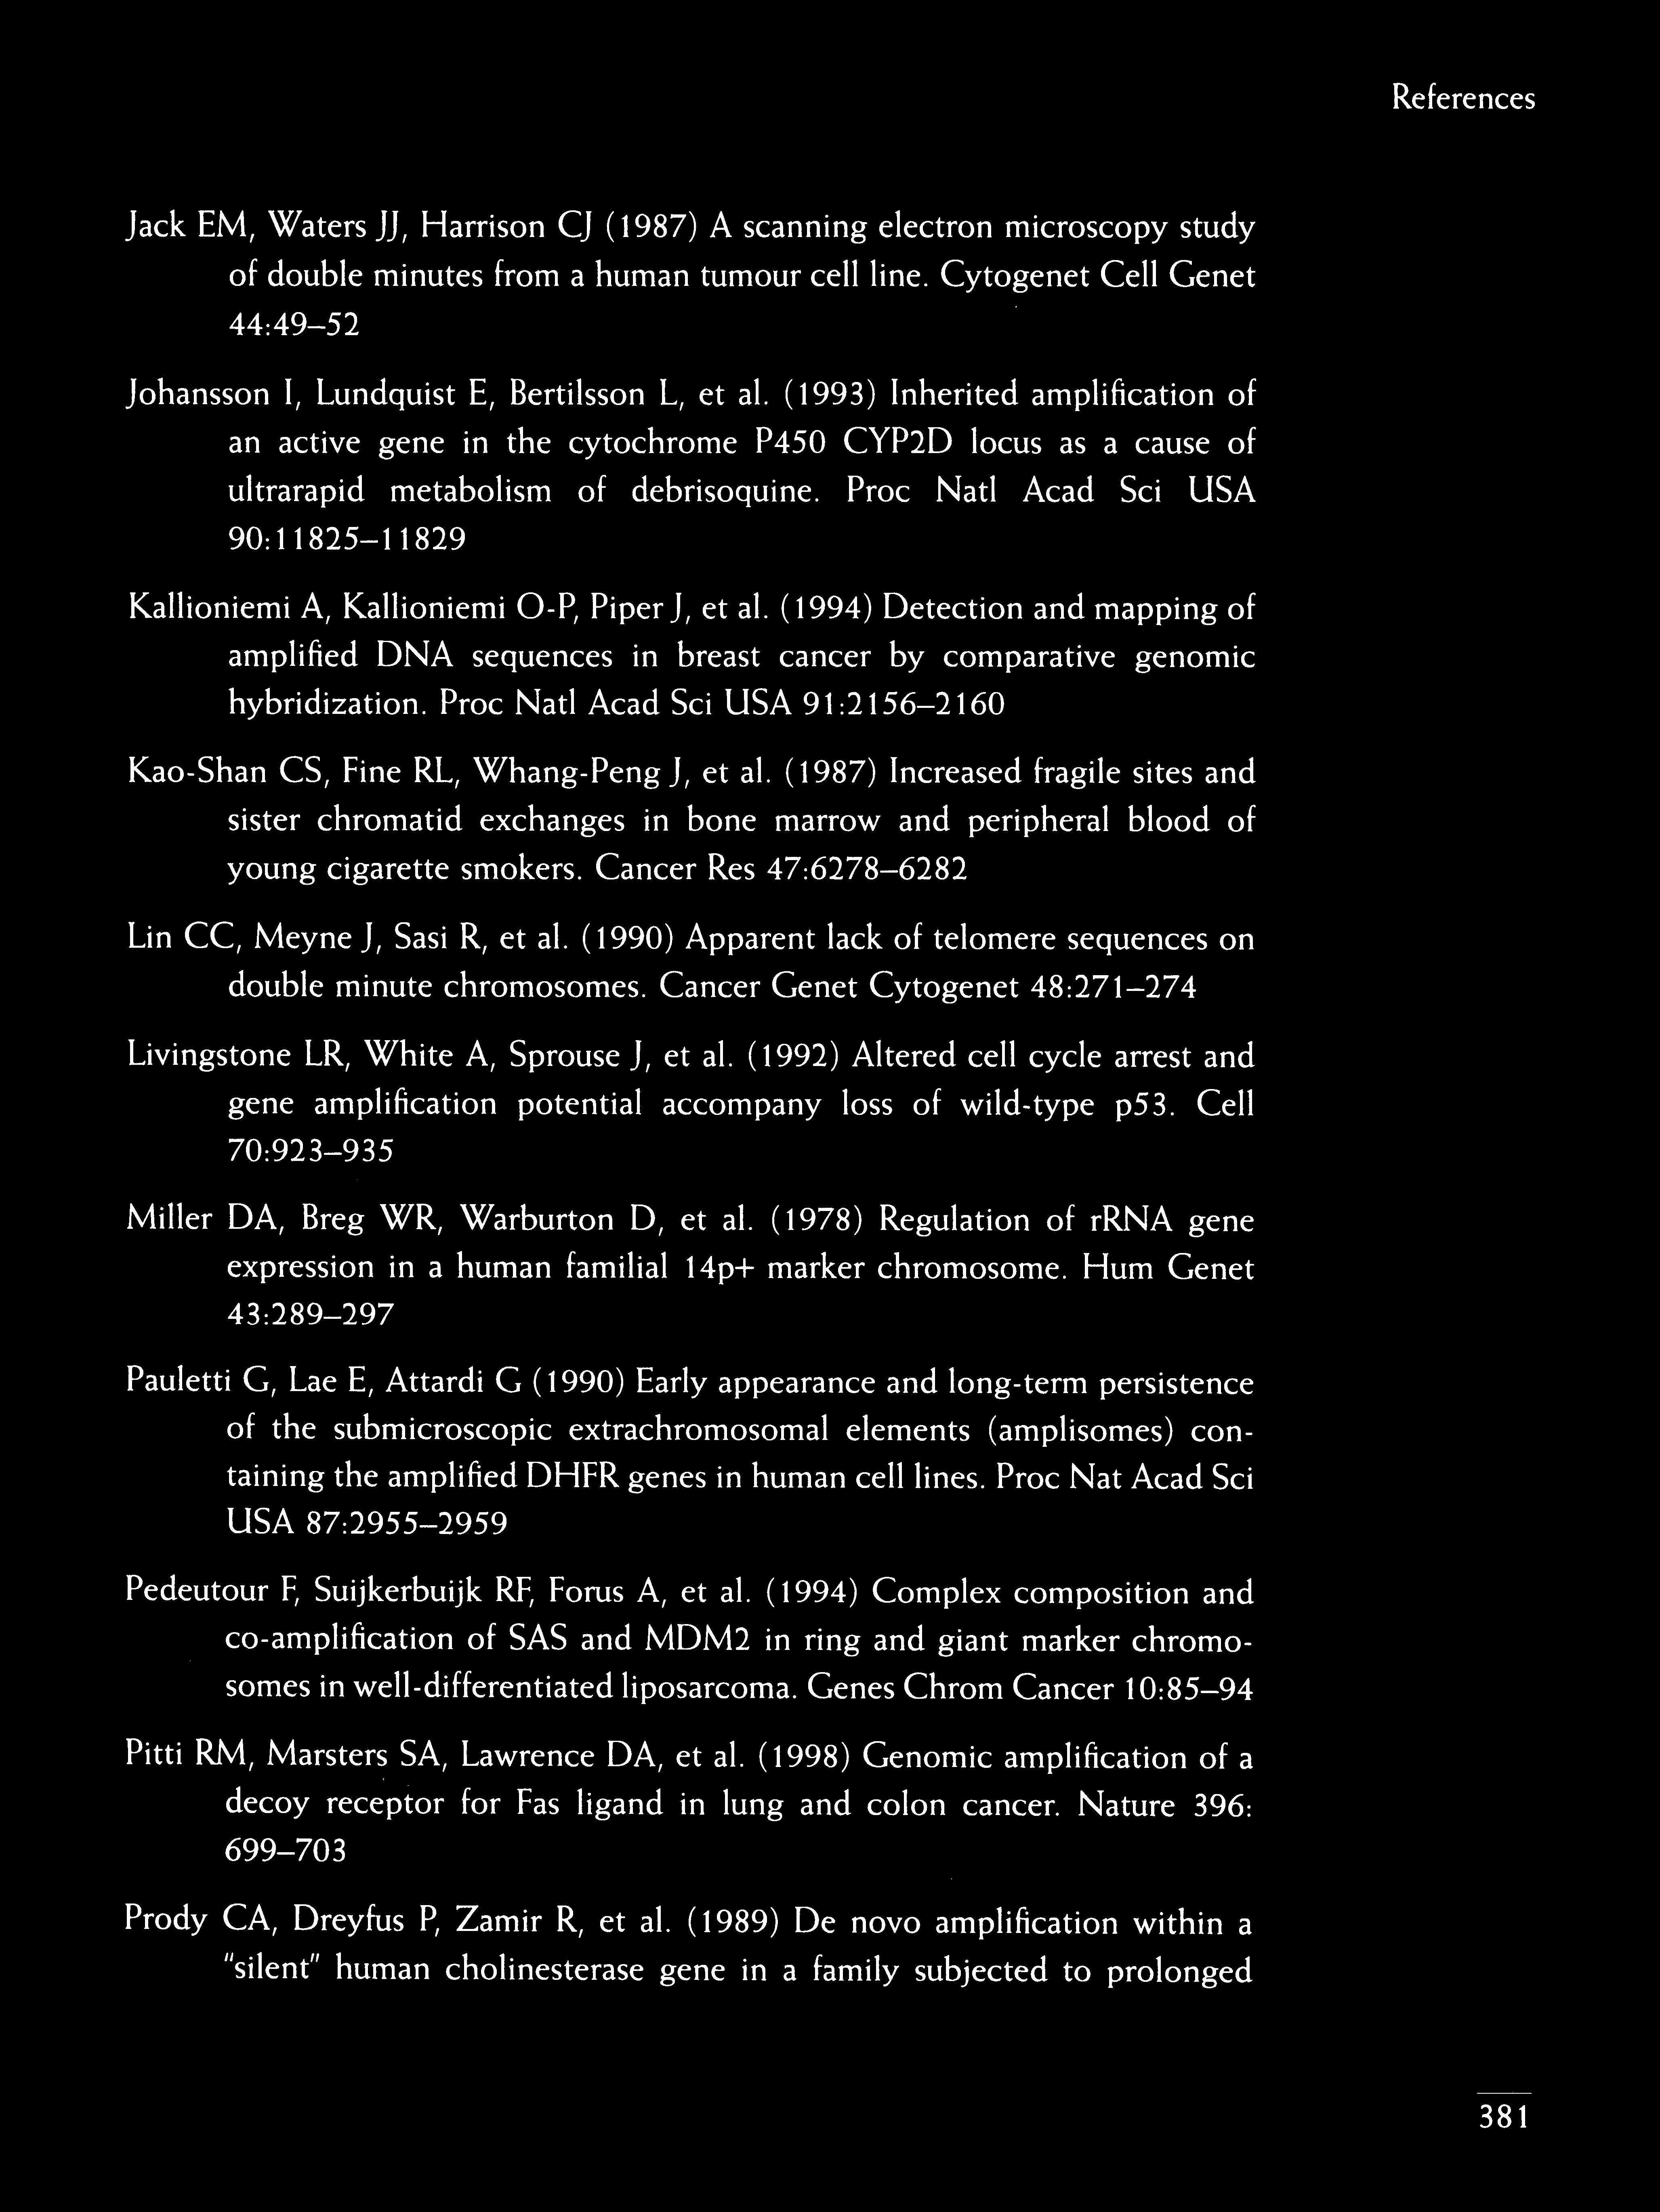 References
Jack EM, Waters JJ, Harrison CJ (1987) A scanning electron microscopy study
of double minutes from a human tumour cell line. Cytogenet Cell Genet
44:49–52
Johansson I, Lundquist E, Bertilsson L, et al. (1993) Inherited amplification of
an active gene in the cytochrome P450 CYP2D locus as a cause of
ultrarapid metabolism of debrisoquine. Proc Natl Acad Sci USA
90:11825–11829
Kallioniemi A, Kallioniemi O-P, Piper J, et al. (1994) Detection and mapping of
amplified DNA sequences in breast cancer by comparative genomic
hybridization. Proc Natl Acad Sci USA 91:2156–2160
Kao-Shan CS, Fine RL, Whang-Peng J, et al. (1987) Increased fragile sites and
sister chromatid exchanges in bone marrow and peripheral blood of
young cigarette smokers. Cancer Res 47:6278–6282
Lin CC, Meyne J, Sasi R, et al. (1990) Apparent lack of telomere sequences on
double minute chromosomes. Cancer Genet Cytogenet 48:271–274
Livingstone LR, White A, Sprouse J, et al. (1992) Altered cell cycle arrest and
gene amplification potential accompany loss of wild-type p53. Cell
70:923–935
Miller DA, Breg WR, Warburton D, et al. (1978) Regulation of rRNA gene
expression in a human familial 14p+ marker chromosome. Hum Genet
43:289–297
Pauletti G, Lae E, Attardi G (1990) Early appearance and long-term persistence
of the submicroscopic extrachromosomal elements (amplisomes) con-
taining the amplified DHFR genes in human cell lines. Proc Nat Acad Sci
USA 87:2955–2959
Pedeutour F, Suijkerbuijk RF, Forus A, et al. (1994) Complex composition and
co-amplification of SAS and MDM2 in ring and giant marker chromo-
somes in well-differentiated liposarcoma. Genes Chrom Cancer 10:85–94
Pitti RM, Marsters SA, Lawrence DA, et al. (1998) Genomic amplification of a
decoy receptor for Fas ligand in lung and colon cancer. Nature 396:
699–703
Prody CA, Dreyfus P, Zamir R, et al. (1989) De novo amplification within a
"silent" human cholinesterase gene in a family subjected to prolonged
381